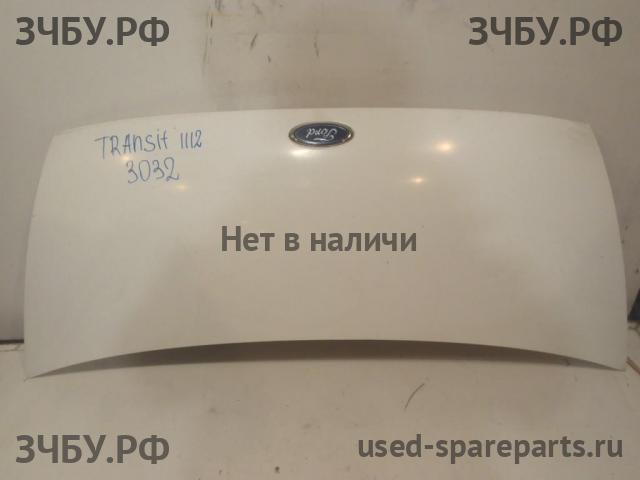 ЗЧБУ.РФ ЗЧБУ.РФ
Ford
TRANSit 1112
3032
Нет в наличи
ЗЧБУ.РФ used-spareparts.ru